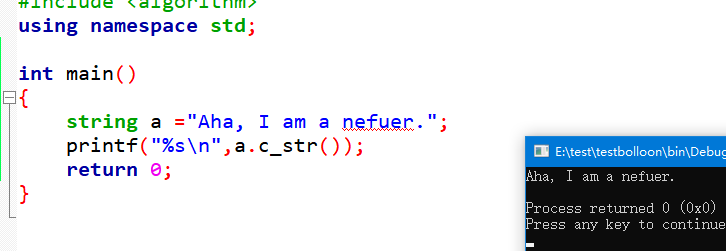 #include <algorithm>
using namespace std;
int main()
{
string a ="Aha, I am a nefuer.";
printf("%s\n",a.c_str());
return 0;
}
E:\test\testbolloon\bin\Debug
Aha, I am a nefuer.
Process returned 0 (0x0)
Press any key to continue